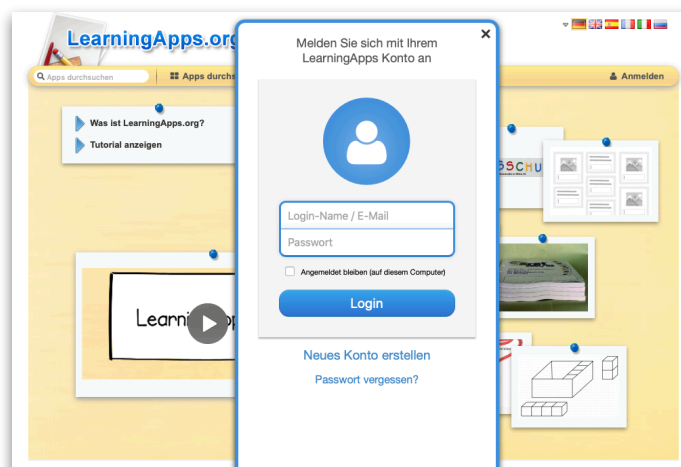 LearningApps.org
Apps durchsuchen
Apps durchs
Anmelden
Was ist LearningApps.org?
Tutorial anzeigen
Learni
Melden Sie sich mit Ihrem
LearningApps Konto an
Login-Name / E-Mail
Passwort
Angemeldet bleiben (auf diesem Computer)
Login
Neues Konto erstellen
Passwort vergessen?
SSCHU